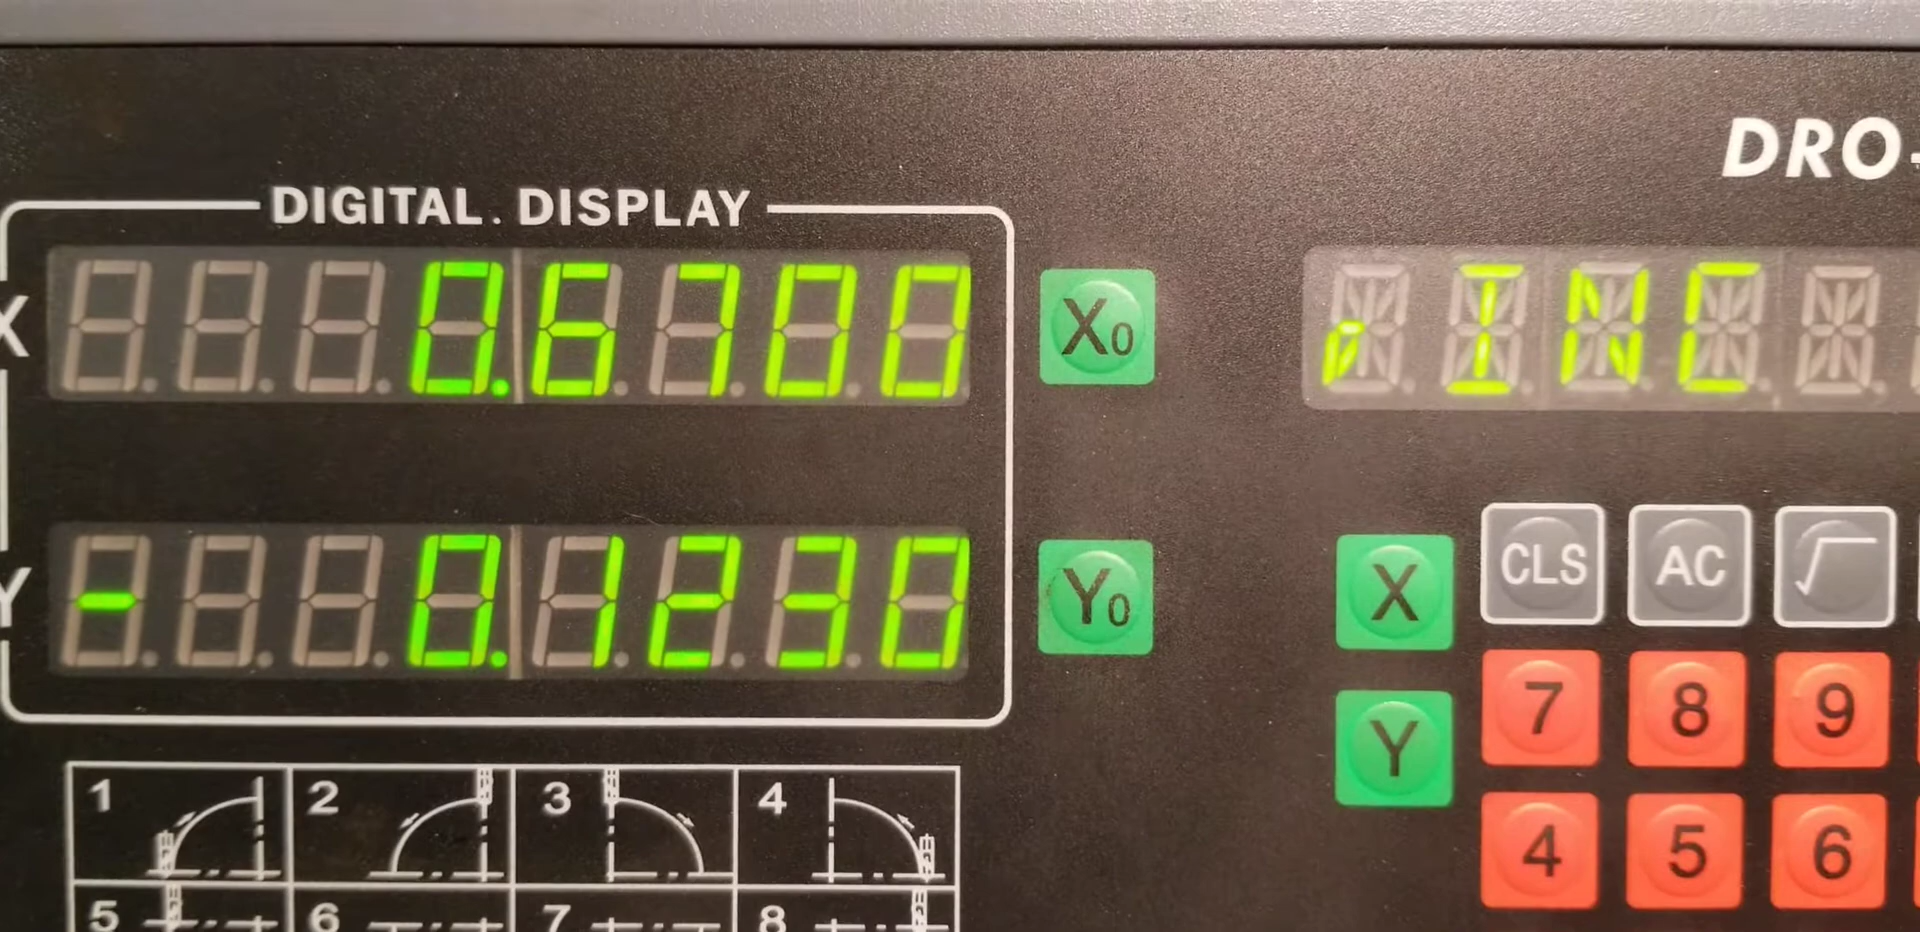 DRO-
DIGITAL. DISPLAY
X 0.6700 X0
INC
Y -0.1230 Y0
X CLS AC √
7 8 9
Y
4 5 6
1 2 3 4
5 6 7 8